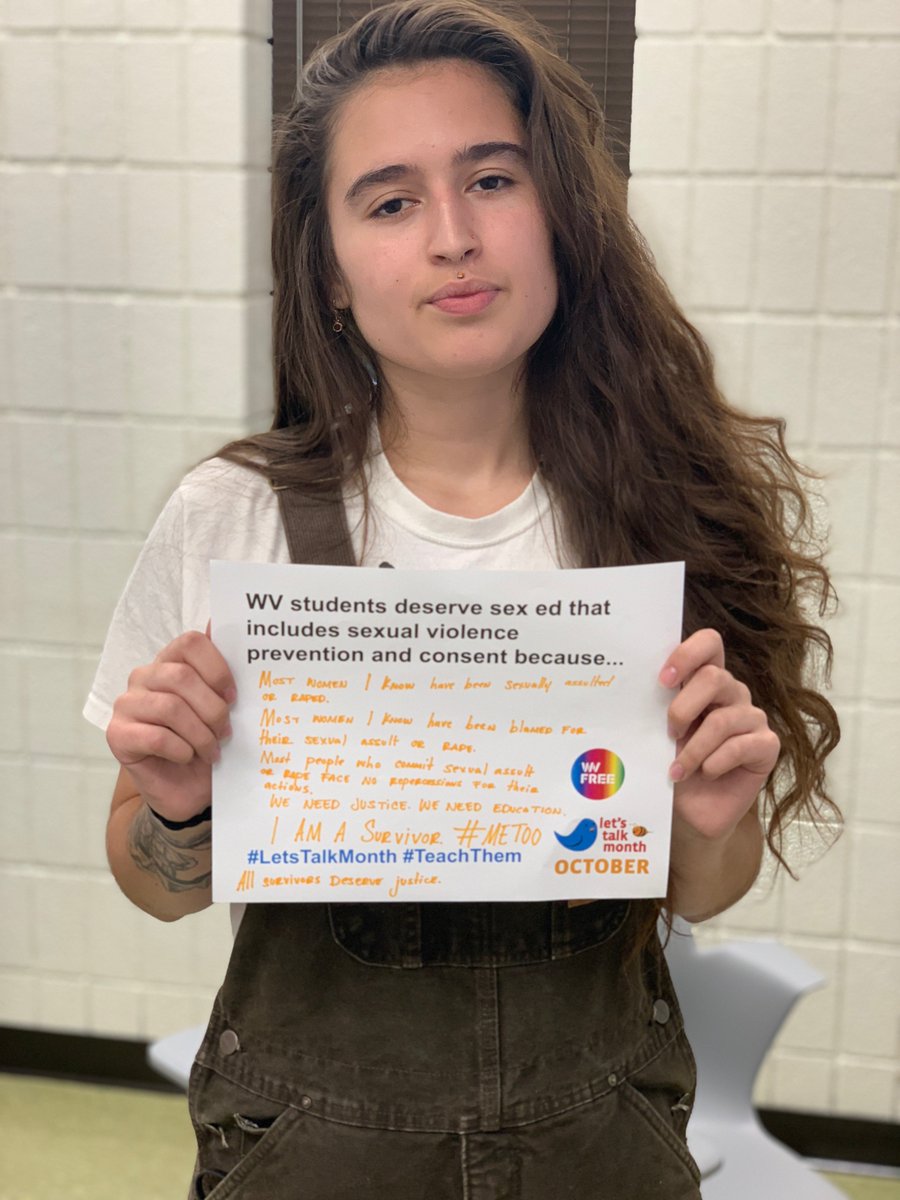 WV students deserve sex ed that
includes sexual violence
prevention and consent because...
MOST WOMEN I KNOW HAVE BEEN SEXUALLY ASSULTED
OR RAPED.
MOST WOMEN I KNOW HAVE BEEN BLAMED FOR
their SEXUAL ASSULT OR RAPE.
Most people who commit sexual assult
OR RAPE FACE NO REPERCUSSIONS FOR their
actions.
WE NEED JUSTICE. WE NEED EDUCATION.
I AM A SURVIVOR. #METOO
#LetsTalkMonth #TeachThem
All SURVIVORS DESERVE justice.
WV
FREE
let's
talk
month
OCTOBER